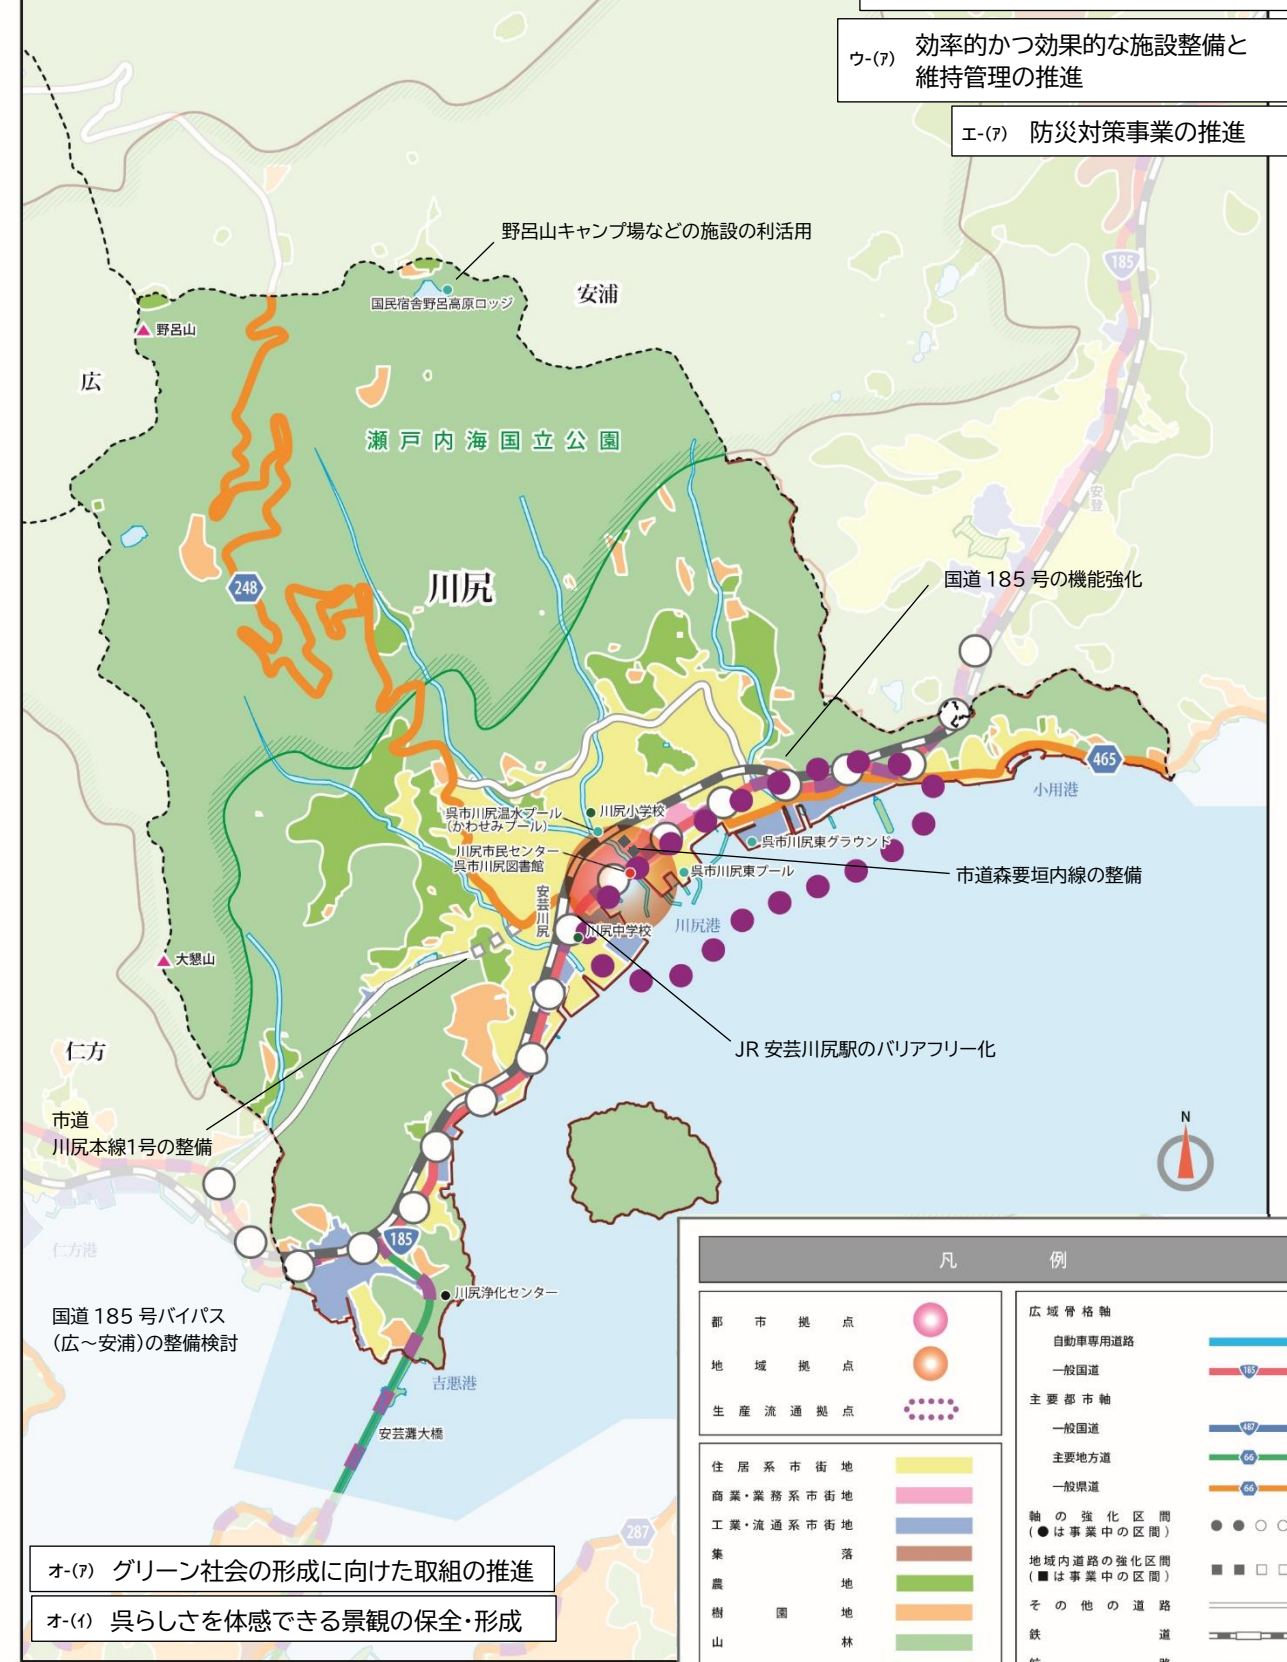 ウ-(ア) 効率的かつ効果的な施設整備と
維持管理の推進
エ-(ア) 防災対策事業の推進
野呂山キャンプ場などの施設の利活用
185
安浦
国民宿舎野呂高原ロッジ
野呂山
広
瀬戸内海国立公園
安登
国道185号の機能強化
248
川尻
465
小用港
呉市川尻温水プール
(かわせみプール)
川尻小学校
川尻市民センター
呉市川尻図書館
呉市川尻東グラウンド
呉市川尻東プール
市道森要垣内線の整備
安芸川尻
川尻港
川尻中学校
大懇山
仁方
JR安芸川尻駅のバリアフリー化
市道
川尻本線1号の整備
N
仁方港
185
川尻浄化センター
国道185号バイパス
(広~安浦)の整備検討
吉悪港
安芸灘大橋
287
オ-(ア) グリーン社会の形成に向けた取組の推進
オ-(イ) 呉らしさを体感できる景観の保全・形成
凡例
都市拠点
地域拠点
生産流通拠点
住居系市街地
商業・業務系市街地
工業・流通系市街地
集落
農地
樹園地
山林
広域骨格軸
自動車専用道路
一般国道 185
主要都市軸
一般国道 487
主要地方道 66
一般県道 66
軸の強化区間
(●は事業中の区間)
地域内道路の強化区間
(■は事業中の区間)
その他の道路
鉄道